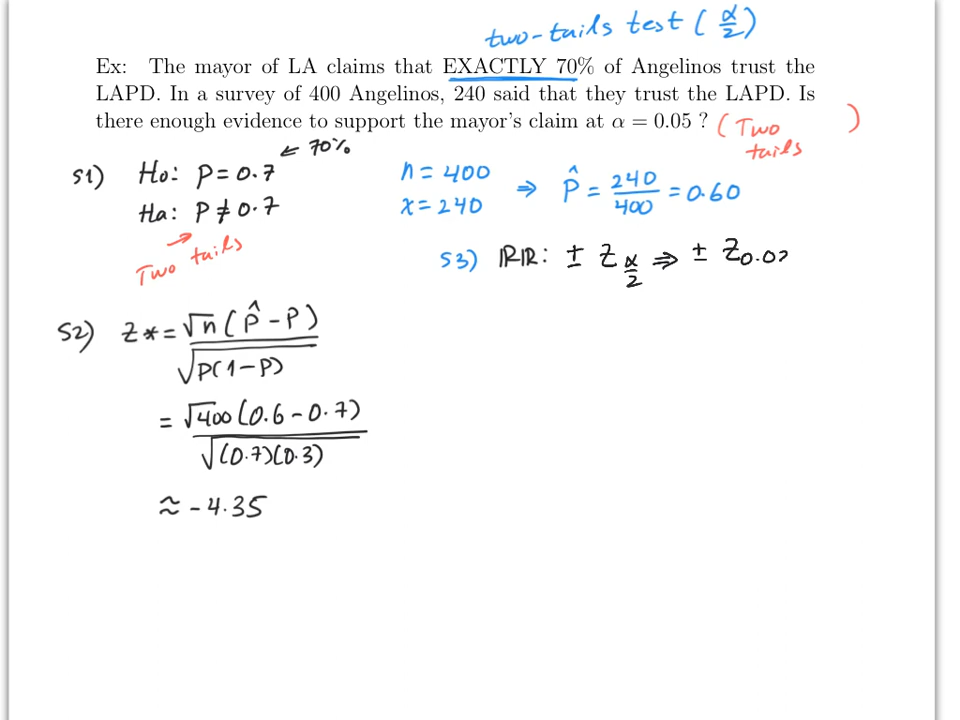 two-tails test ( α/2 )
Ex: The mayor of LA claims that EXACTLY 70% of Angelinos trust the
LAPD. In a survey of 400 Angelinos, 240 said that they trust the LAPD. Is
there enough evidence to support the mayor's claim at α = 0.05 ? (Two tails )
S1) Ho: P = 0.7 ← 70%
Ha: P ≠ 0.7
→ Two tails
n = 400
x = 240
⇒ P̂ = 240/400 = 0.60
S3) RR: ± Z α/2 ⇒ ± Z0.02
S2) Z* = √n ( P̂ - P ) / √P(1-P)
= √400 (0.6 - 0.7) / √(0.7)(0.3)
≈ -4.35